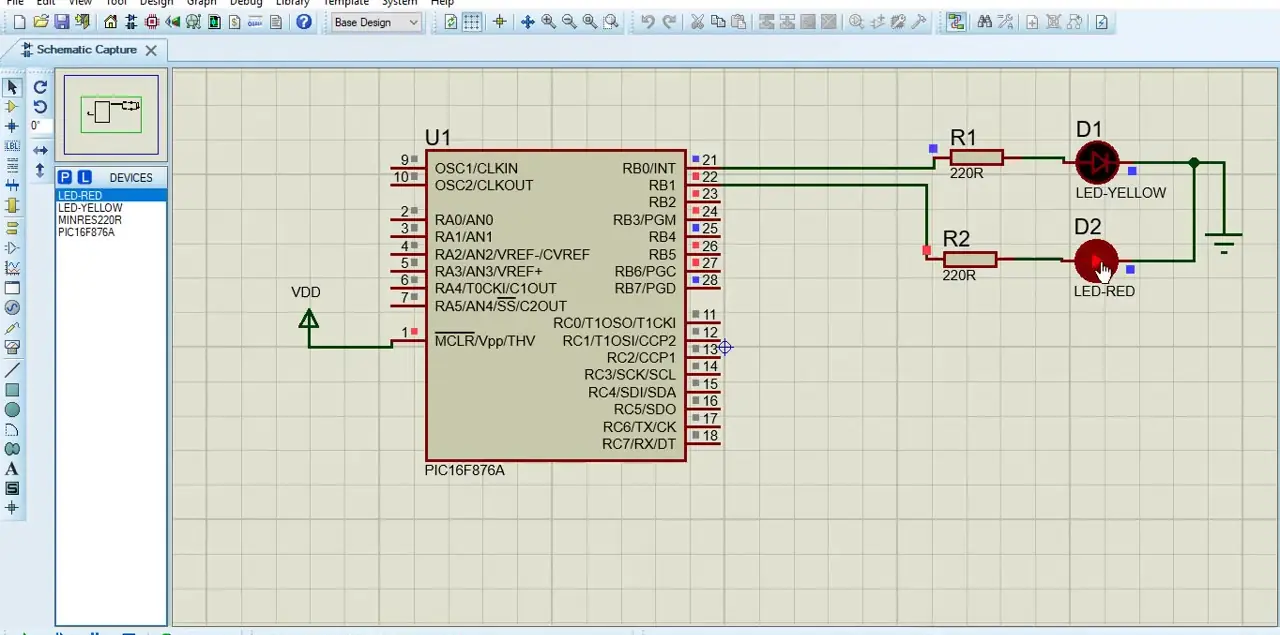 File Edit View Tool Design Graph Debug Library Template System Help
Base Design
Schematic Capture
0°
P L DEVICES
LED-RED
LED-YELLOW
MINRES220R
PIC16F876A
LBL
A
S
U1
9 OSC1/CLKIN
10 OSC2/CLKOUT
2 RA0/AN0
3 RA1/AN1
4 RA2/AN2/VREF-/CVREF
5 RA3/AN3/VREF+
6 RA4/T0CKI/C1OUT
7 RA5/AN4/SS/C2OUT
1 MCLR/Vpp/THV
RB0/INT 21
RB1 22
RB2 23
RB3/PGM 24
RB4 25
RB5 26
RB6/PGC 27
RB7/PGD 28
RC0/T1OSO/T1CKI 11
RC1/T1OSI/CCP2 12
RC2/CCP1 13
RC3/SCK/SCL 14
RC4/SDI/SDA 15
RC5/SDO 16
RC6/TX/CK 17
RC7/RX/DT 18
PIC16F876A
VDD
R1
220R
D1
LED-YELLOW
R2
220R
D2
LED-RED